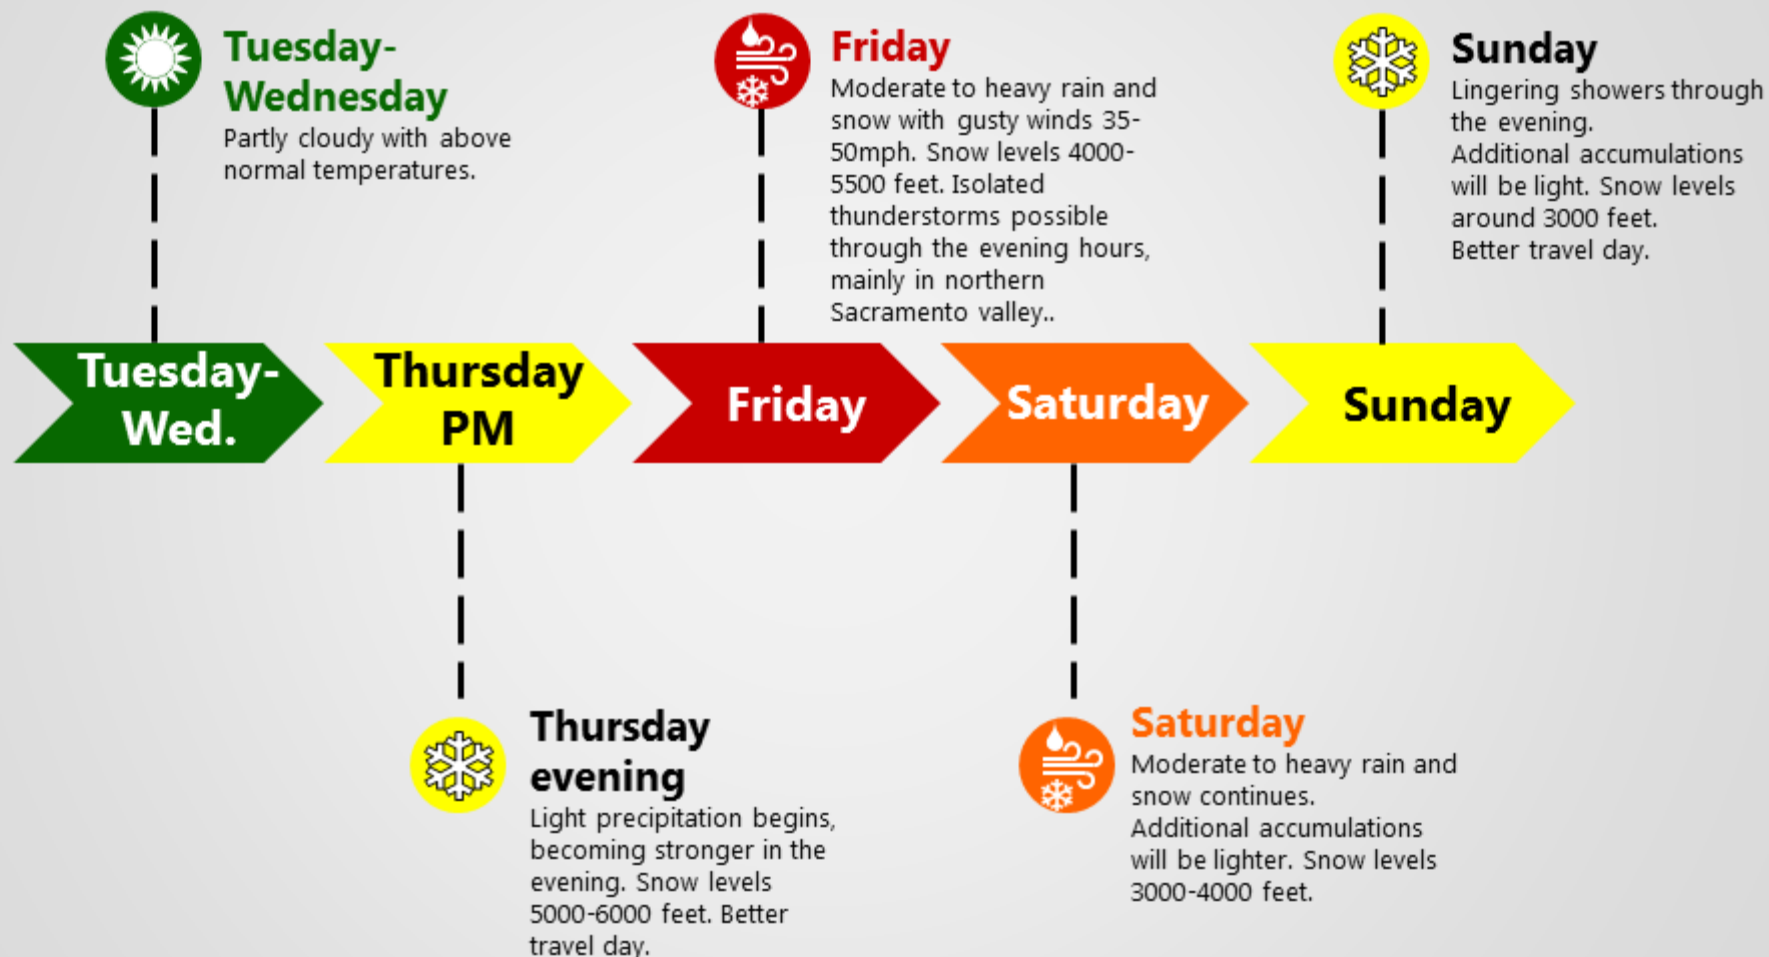 Tuesday-
Wednesday
Partly cloudy with above
normal temperatures.
Friday
Moderate to heavy rain and
snow with gusty winds 35-
50mph. Snow levels 4000-
5500 feet. Isolated
thunderstorms possible
through the evening hours,
mainly in northern
Sacramento valley..
Sunday
Lingering showers through
the evening.
Additional accumulations
will be light. Snow levels
around 3000 feet.
Better travel day.
Tuesday-
Wed.
Thursday
PM
Friday
Saturday
Sunday
Thursday
evening
Light precipitation begins,
becoming stronger in the
evening. Snow levels
5000-6000 feet. Better
travel day.
Saturday
Moderate to heavy rain and
snow continues.
Additional accumulations
will be lighter. Snow levels
3000-4000 feet.